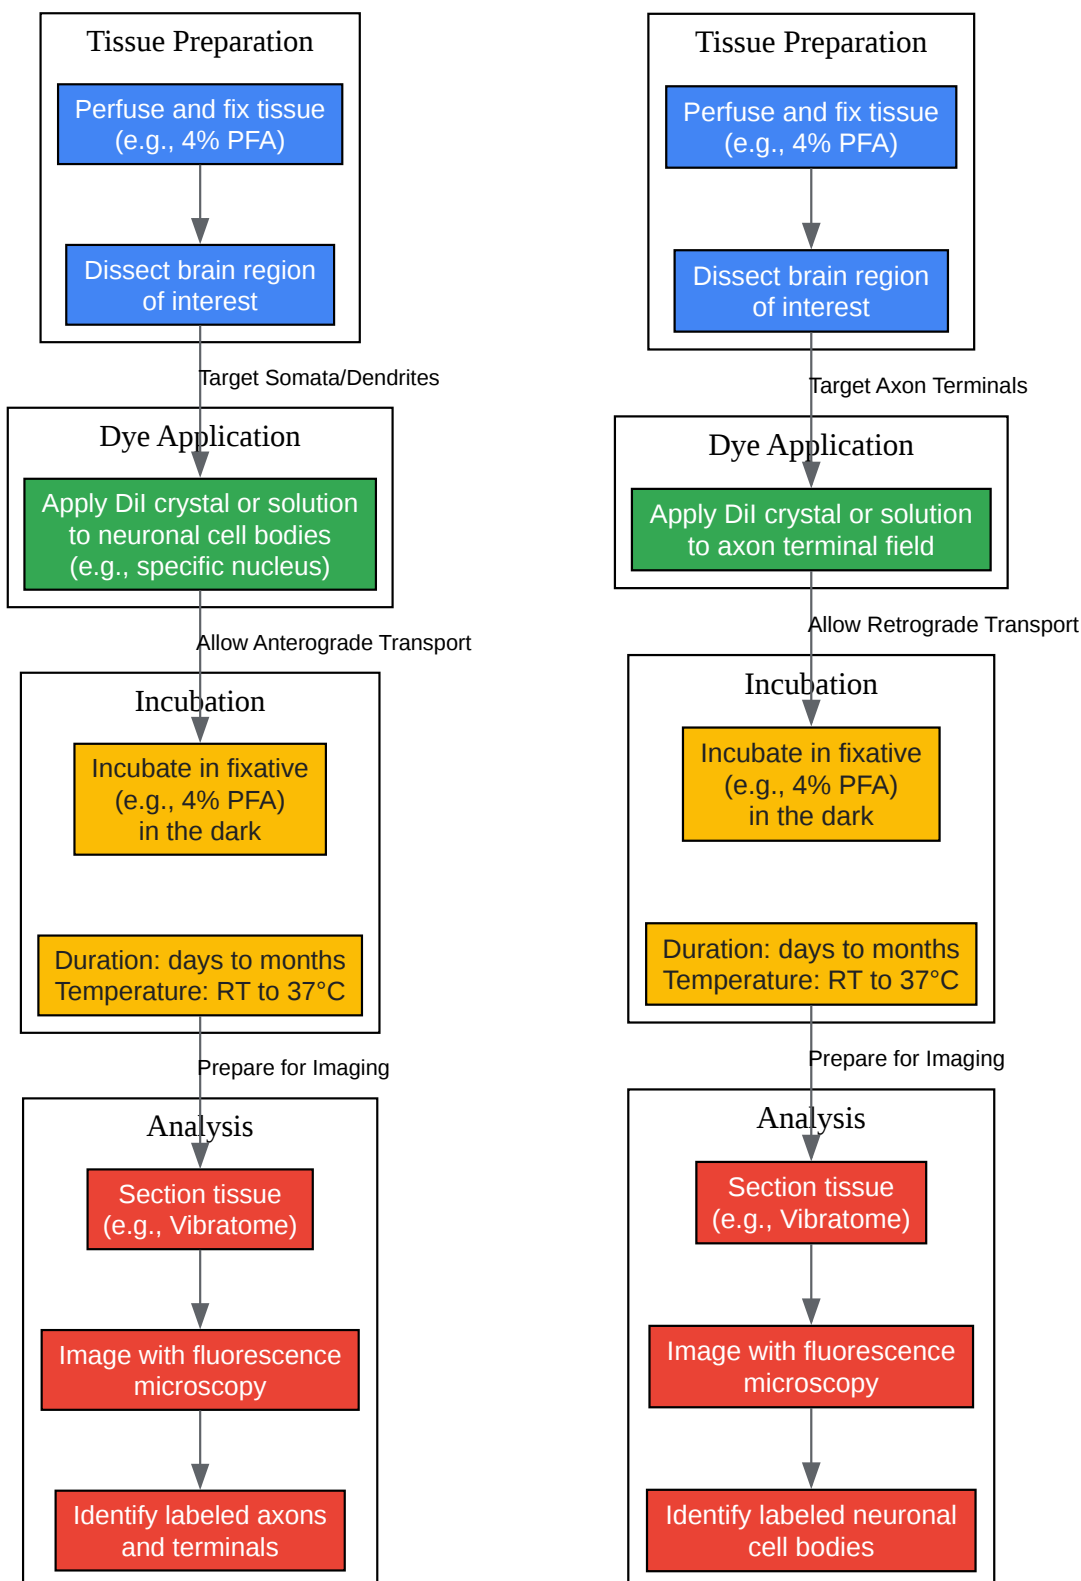 Tissue Preparation
Perfuse and fix tissue
(e.g., 4% PFA)
Dissect brain region
of interest
Target Somata/Dendrites
Dye Application
Apply DiI crystal or solution
to neuronal cell bodies
(e.g., specific nucleus)
Allow Anterograde Transport
Incubation
Incubate in fixative
(e.g., 4% PFA)
in the dark
Duration: days to months
Temperature: RT to 37°C
Prepare for Imaging
Analysis
Section tissue
(e.g., Vibratome)
Image with fluorescence
microscopy
Identify labeled axons
and terminals
Tissue Preparation
Perfuse and fix tissue
(e.g., 4% PFA)
Dissect brain region
of interest
Target Axon Terminals
Dye Application
Apply DiI crystal or solution
to axon terminal field
Allow Retrograde Transport
Incubation
Incubate in fixative
(e.g., 4% PFA)
in the dark
Duration: days to months
Temperature: RT to 37°C
Prepare for Imaging
Analysis
Section tissue
(e.g., Vibratome)
Image with fluorescence
microscopy
Identify labeled neuronal
cell bodies